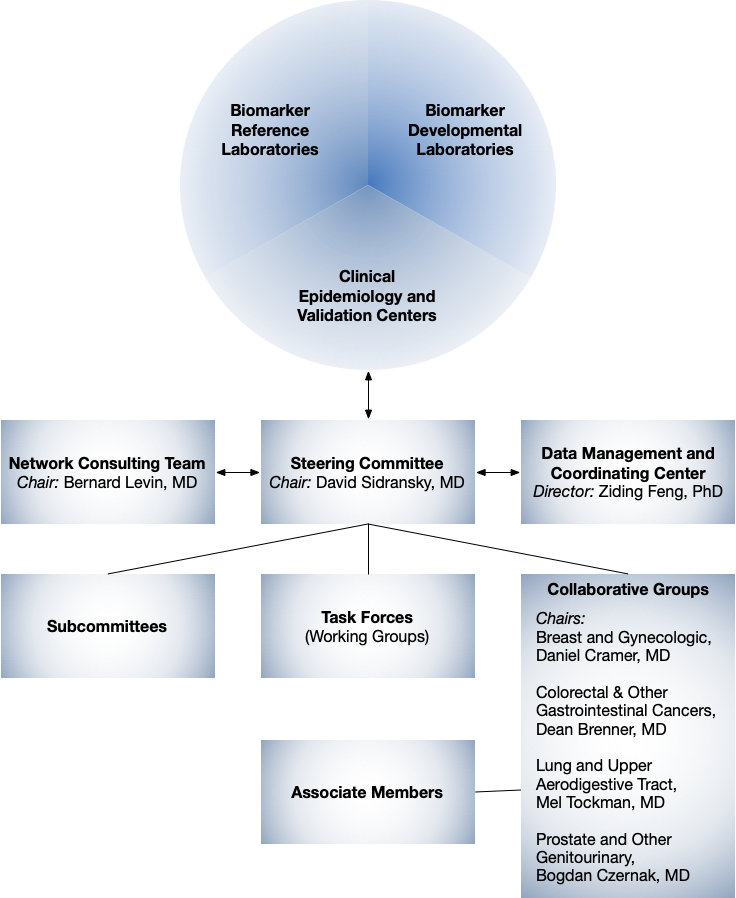 Biomarker
Reference
Laboratories
Biomarker
Developmental
Laboratories
Clinical
Epidemiology and
Validation Centers
Network Consulting Team
Chair: Bernard Levin, MD
Steering Committee
Chair: David Sidransky, MD
Data Management and
Coordinating Center
Director: Ziding Feng, PhD
Subcommittees
Task Forces
(Working Groups)
Collaborative Groups
Chairs:
Breast and Gynecologic,
Daniel Cramer, MD
Colorectal & Other
Gastrointestinal Cancers,
Dean Brenner, MD
Lung and Upper
Aerodigestive Tract,
Mel Tockman, MD
Prostate and Other
Genitourinary,
Bogdan Czernak, MD
Associate Members